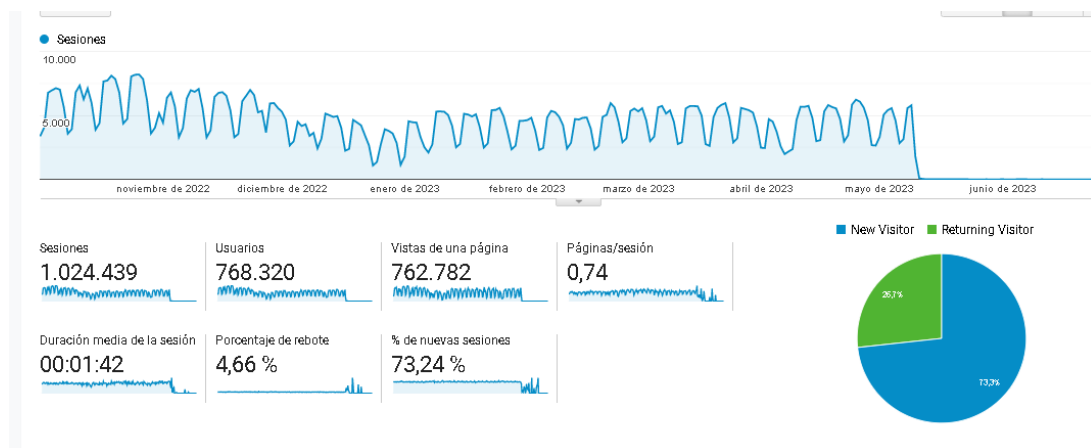 Sesiones
10.000
5.000
noviembre de 2022 diciembre de 2022 enero de 2023 febrero de 2023 marzo de 2023 abril de 2023 mayo de 2023 junio de 2023
New Visitor Returning Visitor
Sesiones Usuarios Vistas de una página Páginas/sesión
1.024.439 768.320 762.782 0,74
26,7%
Duración media de la sesión Porcentaje de rebote % de nuevas sesiones
00:01:42 4,66 % 73,24 %
73,3%